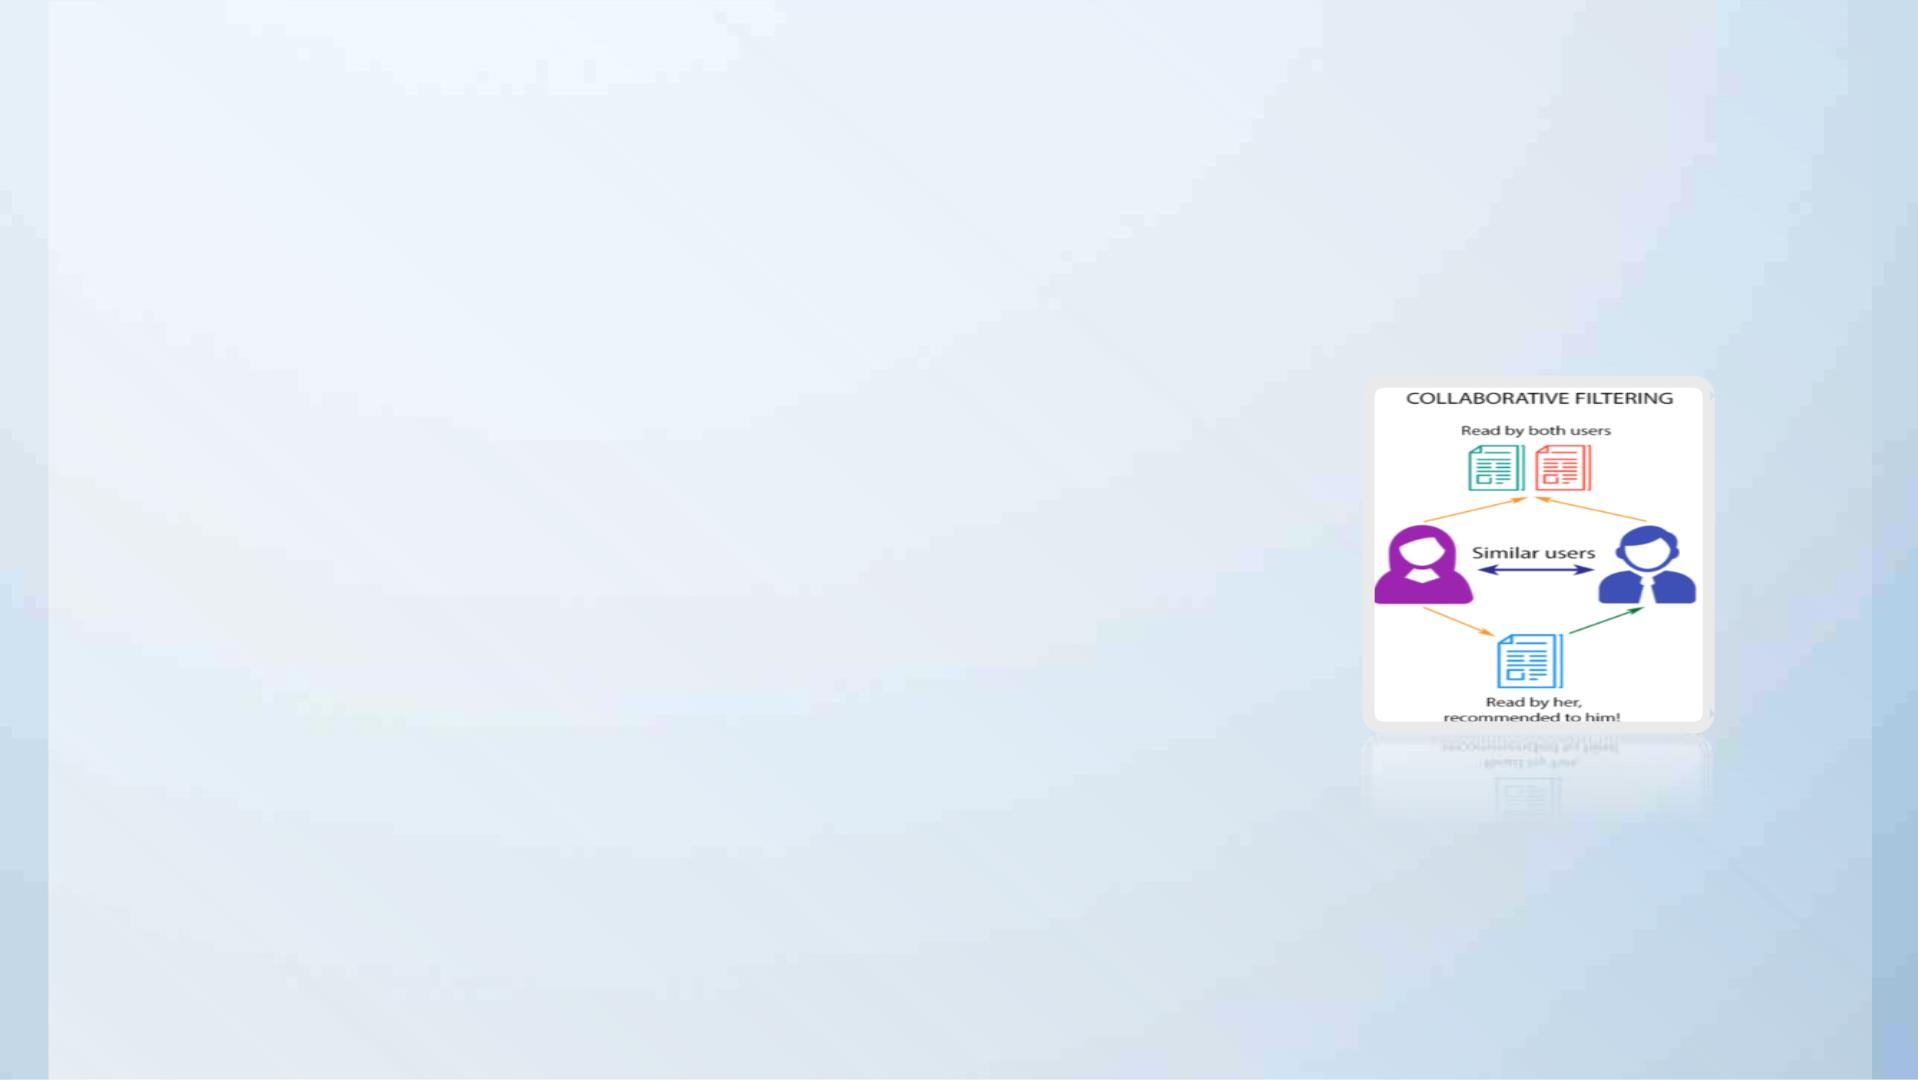 COLLABORATIVE FILTERING
Read by both users
Similar users
Read by her,
recommended to him!